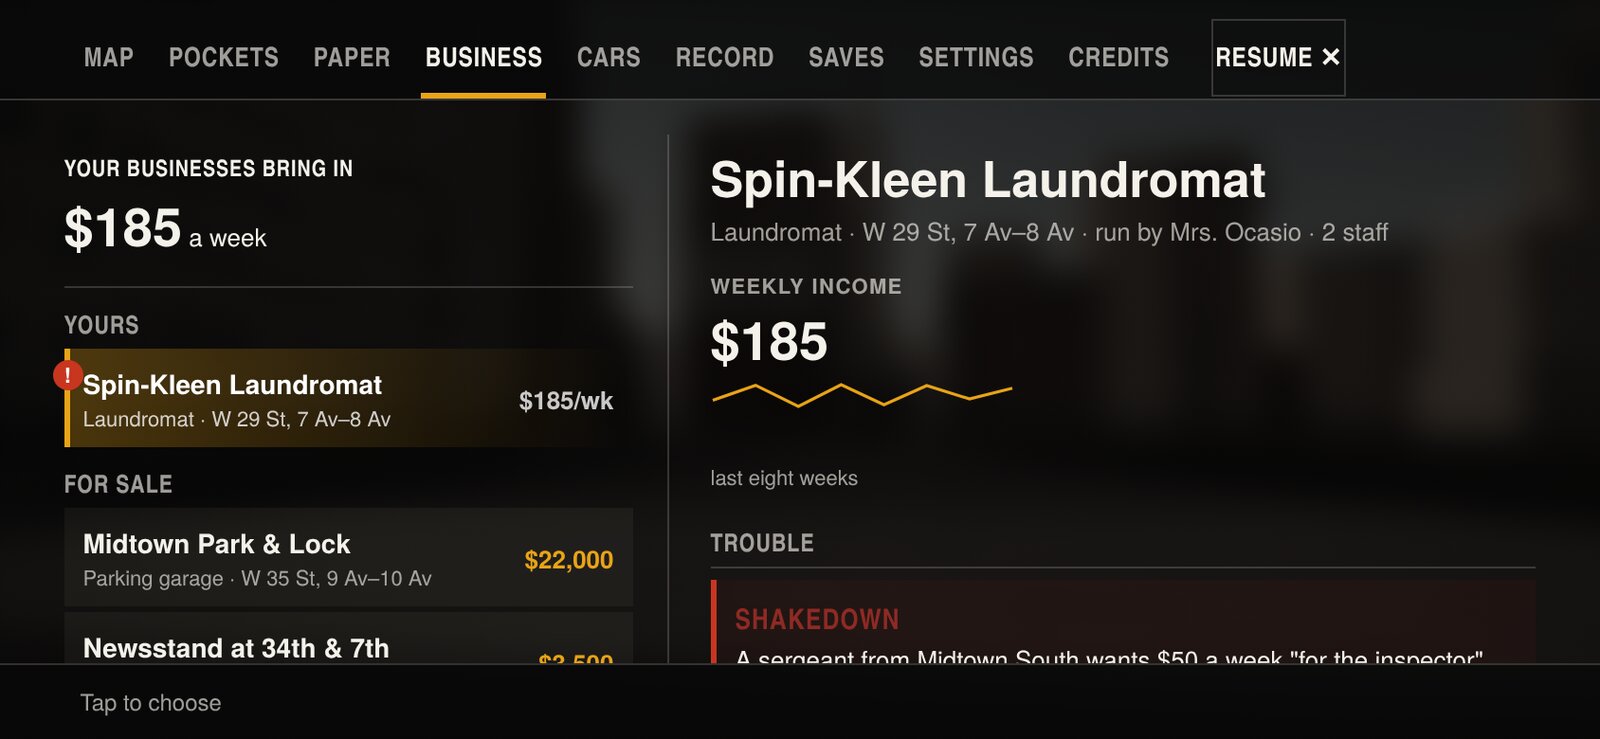 MAP POCKETS PAPER BUSINESS CARS RECORD SAVES SETTINGS CREDITS RESUME ✕
YOUR BUSINESSES BRING IN
$185 a week
YOURS
!
Spin-Kleen Laundromat
Laundromat · W 29 St, 7 Av–8 Av
$185/wk
FOR SALE
Midtown Park & Lock
Parking garage · W 35 St, 9 Av–10 Av
$22,000
Newsstand at 34th & 7th
$3,500
Spin-Kleen Laundromat
Laundromat · W 29 St, 7 Av–8 Av · run by Mrs. Ocasio · 2 staff
WEEKLY INCOME
$185
last eight weeks
TROUBLE
SHAKEDOWN
A sergeant from Midtown South wants $50 a week "for the inspector"
Tap to choose